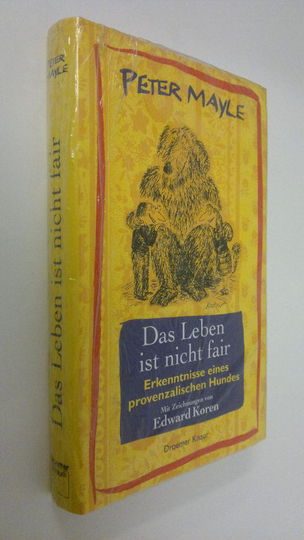 PETER MAYLE
Das Leben
ist nicht fair
Erkenntnisse eines
provenzalischen Hundes
Mit Zeichnungen von
Edward Koren
Droemer Knaur
PETER
MAYLE
Das Leben ist nicht fair